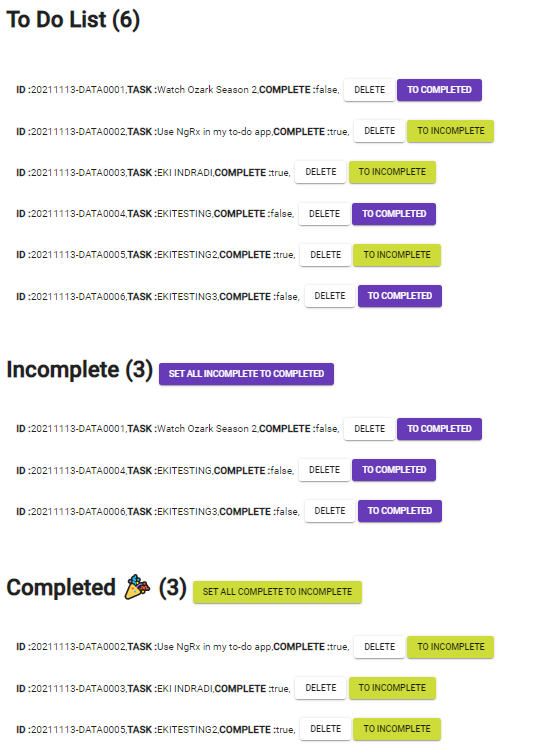 To Do List (6)
ID :20211113-DATA0001,TASK :Watch Ozark Season 2,COMPLETE :false, DELETE TO COMPLETED
ID :20211113-DATA0002,TASK :Use NgRx in my to-do app,COMPLETE :true, DELETE TO INCOMPLETE
ID :20211113-DATA0003,TASK :EKI INDRADI,COMPLETE :true, DELETE TO INCOMPLETE
ID :20211113-DATA0004,TASK :EKITESTING,COMPLETE :false, DELETE TO COMPLETED
ID :20211113-DATA0005,TASK :EKITESTING2,COMPLETE :true, DELETE TO INCOMPLETE
ID :20211113-DATA0006,TASK :EKITESTING3,COMPLETE :false, DELETE TO COMPLETED
Incomplete (3) SET ALL INCOMPLETE TO COMPLETED
ID :20211113-DATA0001,TASK :Watch Ozark Season 2,COMPLETE :false, DELETE TO COMPLETED
ID :20211113-DATA0004,TASK :EKITESTING,COMPLETE :false, DELETE TO COMPLETED
ID :20211113-DATA0006,TASK :EKITESTING3,COMPLETE :false, DELETE TO COMPLETED
Completed 🎉 (3) SET ALL COMPLETE TO INCOMPLETE
ID :20211113-DATA0002,TASK :Use NgRx in my to-do app,COMPLETE :true, DELETE TO INCOMPLETE
ID :20211113-DATA0003,TASK :EKI INDRADI,COMPLETE :true, DELETE TO INCOMPLETE
ID :20211113-DATA0005,TASK :EKITESTING2,COMPLETE :true, DELETE TO INCOMPLETE